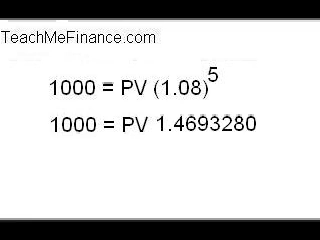 TeachMeFinance.com
1000 = PV (1.08)^5
1000 = PV 1.4693280